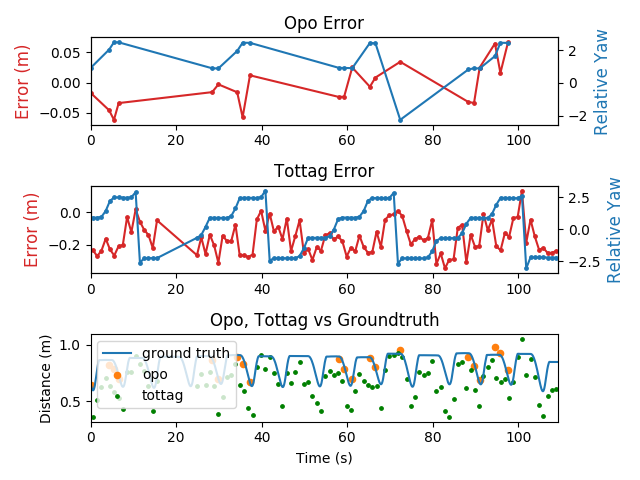 Opo Error
Error (m)
0.05
0.00
−0.05
2
0
−2
Relative Yaw
0 20 40 60 80 100
Tottag Error
Error (m)
0.0
−0.2
2.5
0.0
−2.5
Relative Yaw
0 20 40 60 80 100
Opo, Tottag vs Groundtruth
Distance (m)
1.0
0.5
ground truth
opo
tottag
0 20 40 60 80 100
Time (s)